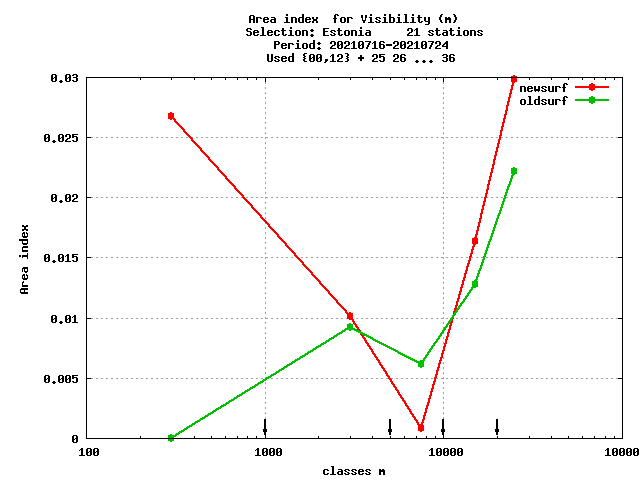 Area index  for Visibility (m)
Selection: Estonia     21 stations
Period: 20210716-20210724
Used {00,12} + 25 26 ... 36
0.03
newsurf
oldsurf
0.025
0.02
0.015
0.01
0.005
0
Area index
100
1000
10000
10000
classes m